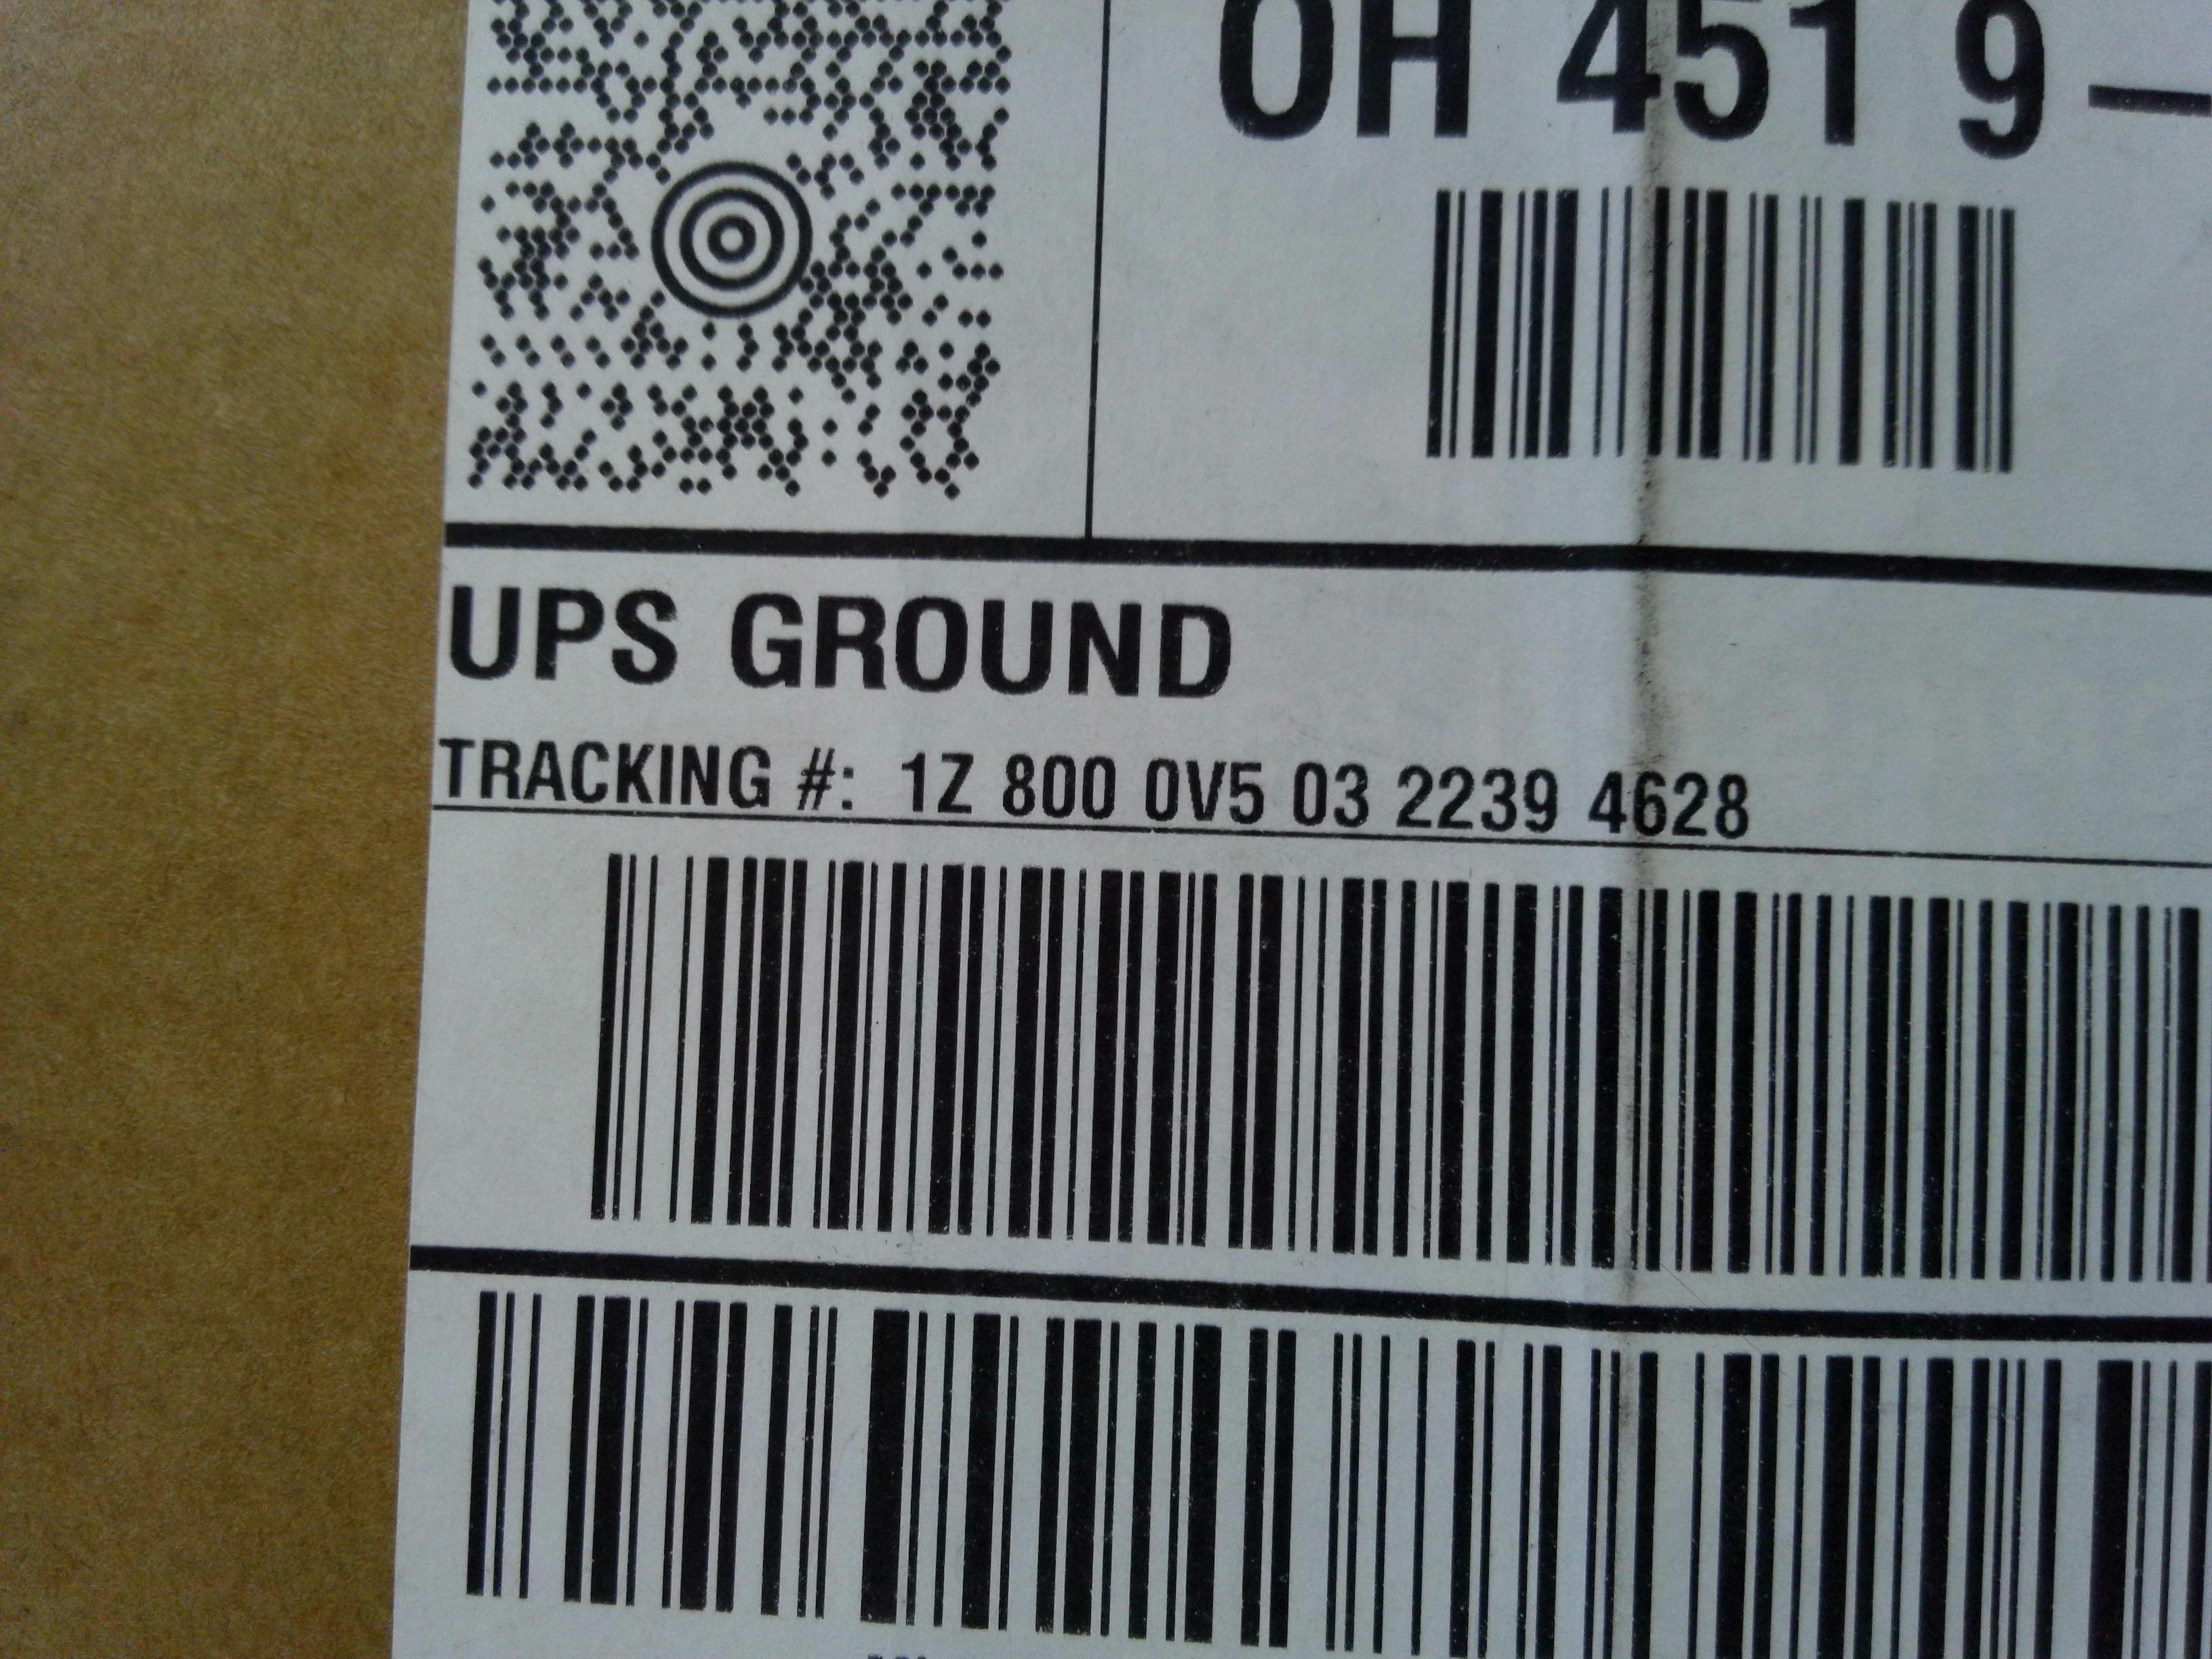 OH 451 9
UPS GROUND
TRACKING #: 1Z 800 0V5 03 2239 4628